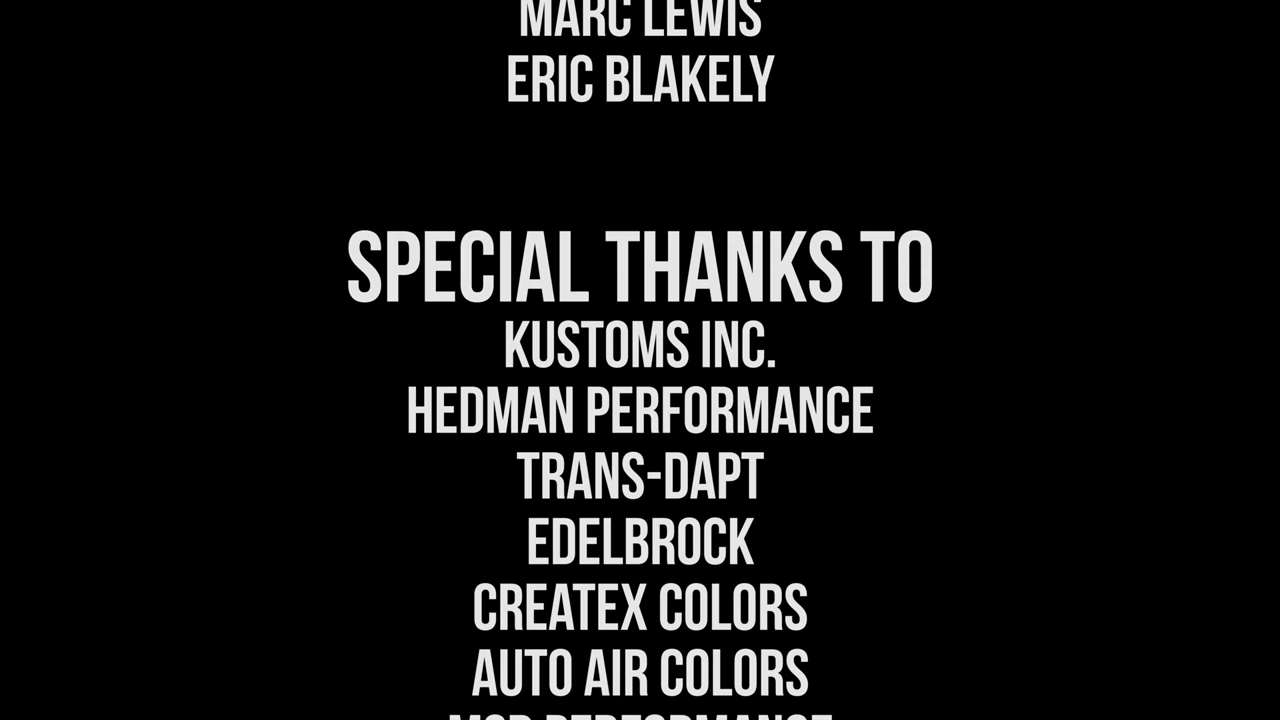 MARC LEWIS
ERIC BLAKELY
SPECIAL THANKS TO
KUSTOMS INC.
HEDMAN PERFORMANCE
TRANS-DAPT
EDELBROCK
CREATEX COLORS
AUTO AIR COLORS
PERFORMANCE